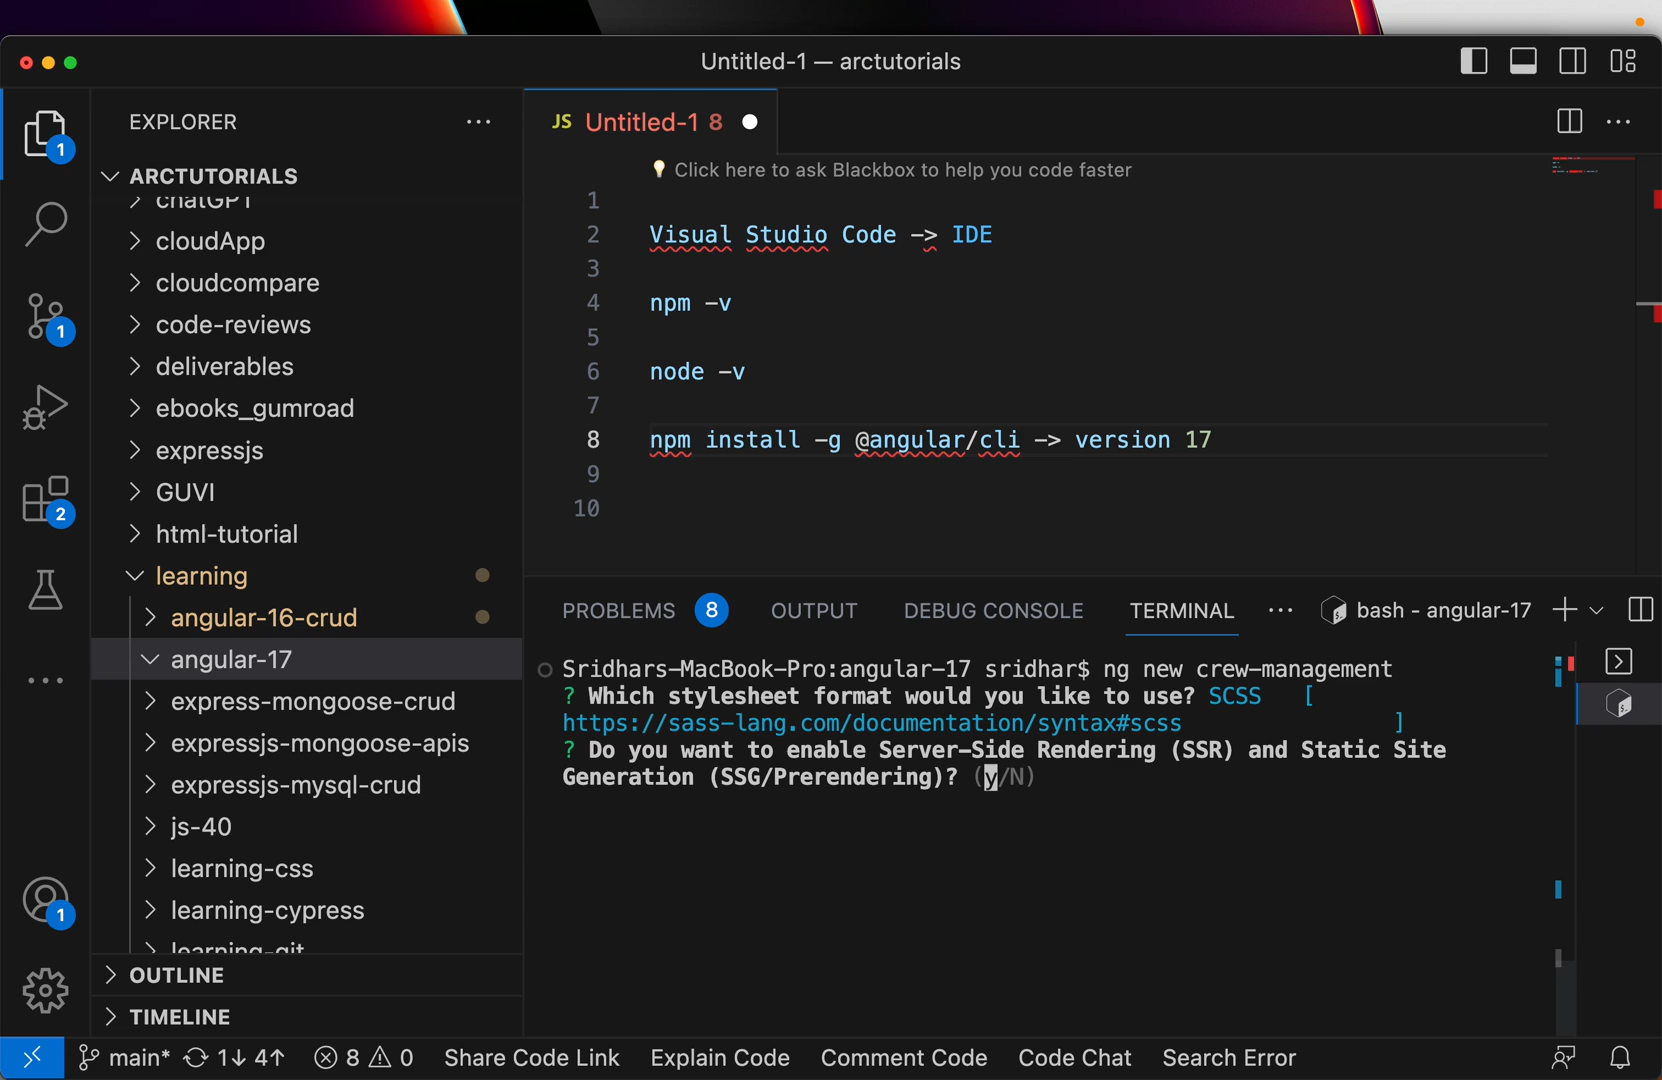 Untitled-1 — arctutorials
EXPLORER
JS Untitled-1 8
ARCTUTORIALS
chatGPT
cloudApp
cloudcompare
code-reviews
deliverables
ebooks_gumroad
expressjs
GUVI
html-tutorial
learning
angular-16-crud
angular-17
express-mongoose-crud
expressjs-mongoose-apis
expressjs-mysql-crud
js-40
learning-css
learning-cypress
learning-git
OUTLINE
TIMELINE
1
1
2
1
Click here to ask Blackbox to help you code faster
1
2 Visual Studio Code -> IDE
3
4 npm -v
5
6 node -v
7
8 npm install -g @angular/cli -> version 17
9
10
PROBLEMS 8 OUTPUT DEBUG CONSOLE TERMINAL ... bash - angular-17
Sridhars-MacBook-Pro:angular-17 sridhar$ ng new crew-management
? Which stylesheet format would you like to use? SCSS [
https://sass-lang.com/documentation/syntax#scss ]
? Do you want to enable Server-Side Rendering (SSR) and Static Site
Generation (SSG/Prerendering)? (y/N)
main* 1↓ 4↑ 8 0 Share Code Link Explain Code Comment Code Code Chat Search Error